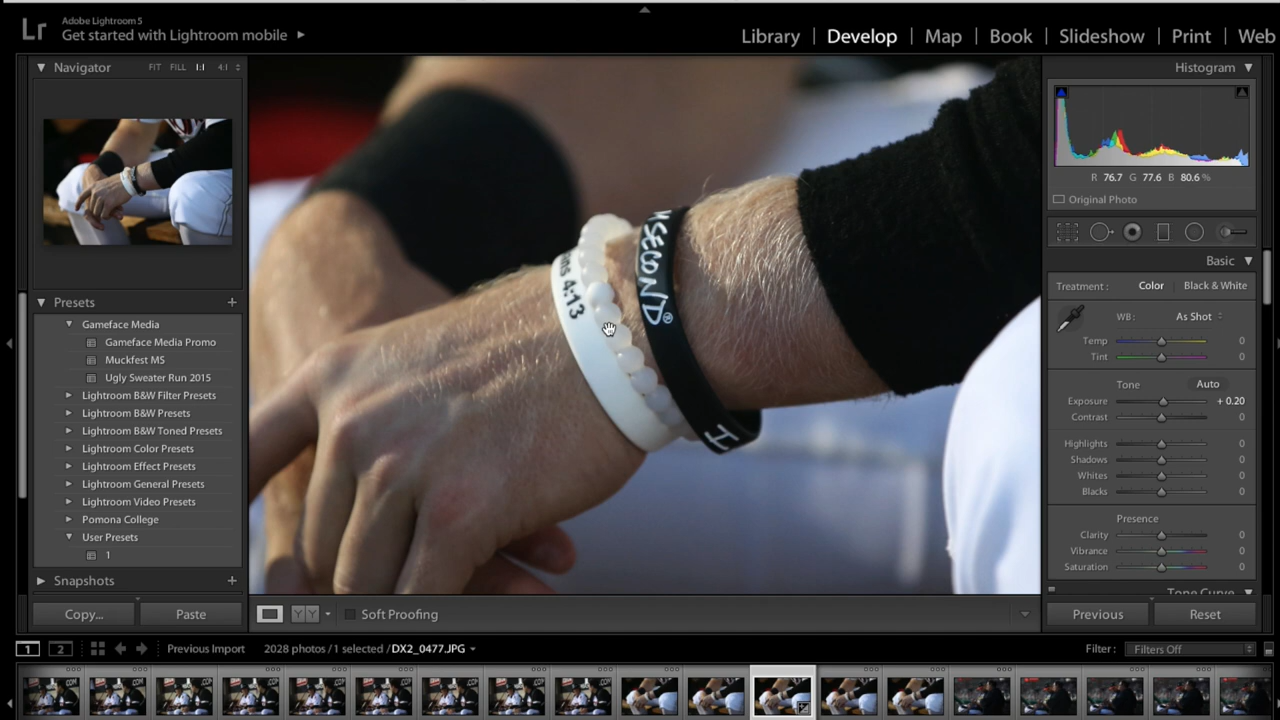 Adobe Lightroom 5
Lr Get started with Lightroom mobile
Library | Develop | Map | Book | Slideshow | Print | Web
Navigator FIT FILL 1:1 4:1
Histogram
R 76.7 G 77.6 B 80.6 %
Original Photo
Basic
Treatment : Color Black & White
WB : As Shot
Temp 0
Tint 0
Tone Auto
Exposure + 0.20
Contrast 0
Highlights 0
Shadows 0
Whites 0
Blacks 0
Presence
Clarity 0
Vibrance 0
Saturation 0
Tone Curve
Previous Reset
Presets +
Gameface Media
Gameface Media Promo
Muckfest MS
Ugly Sweater Run 2015
Lightroom B&W Filter Presets
Lightroom B&W Presets
Lightroom B&W Toned Presets
Lightroom Color Presets
Lightroom Effect Presets
Lightroom General Presets
Lightroom Video Presets
Pomona College
User Presets
1
Snapshots +
Copy... Paste
4:13
SECOND®
Y Y Soft Proofing
1 2 Previous Import 2028 photos / 1 selected / DX2_0477.JPG
Filter : Filters Off